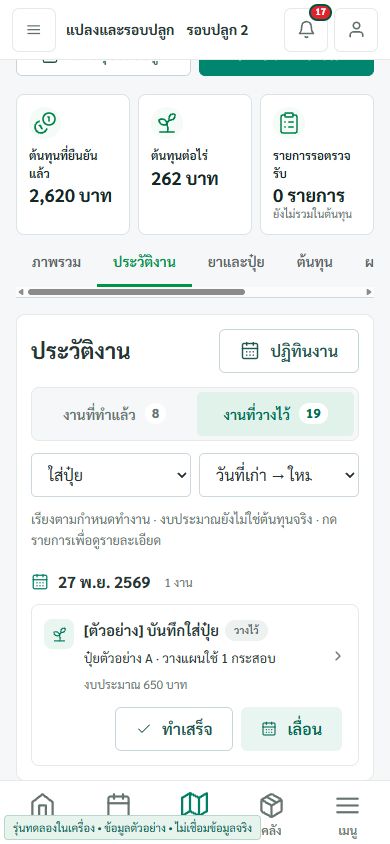 แปลงและรอบปลูก รอบปลูก 2
17
ต้นทุนที่ยืนยันแล้ว
2,620 บาท
ต้นทุนต่อไร่
262 บาท
รายการรอตรวจรับ
0 รายการ
ยังไม่รวมในต้นทุน
ภาพรวม
ประวัติงาน
ยาและปุ๋ย
ต้นทุน
ประวัติงาน
ปฏิทินงาน
งานที่ทำแล้ว 8
งานที่วางไว้ 19
ใส่ปุ๋ย
วันที่เก่า → ใหม่
เรียงตามกำหนดทำงาน · งบประมาณยังไม่ใช่ต้นทุนจริง · กด
รายการเพื่อดูรายละเอียด
27 พ.ย. 2569 1 งาน
[ตัวอย่าง] บันทึกใส่ปุ๋ย วางไว้
ปุ๋ยตัวอย่าง A · วางแผนใช้ 1 กระสอบ
งบประมาณ 650 บาท
ทำเสร็จ
เลื่อน
รุ่นทดลองในเครื่อง • ข้อมูลตัวอย่าง • ไม่เชื่อมข้อมูลจริง
คลัง
เมนู